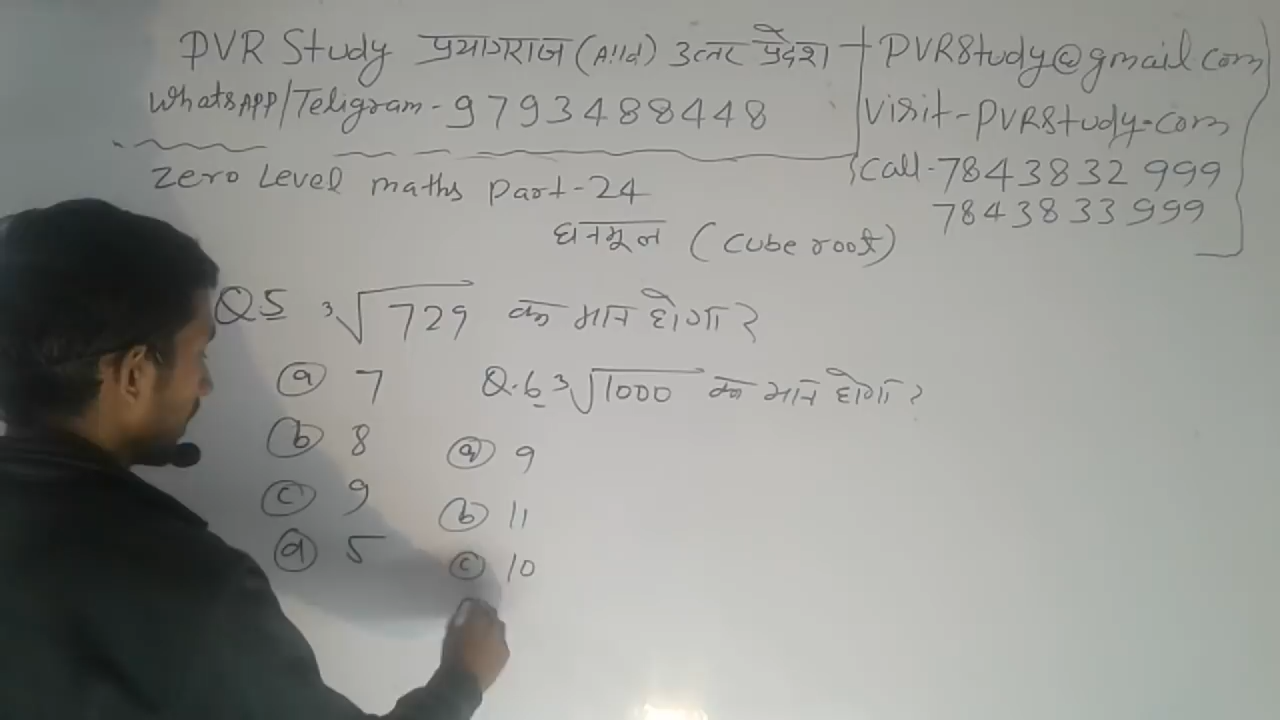 PVR Study प्रयागराज (Alld) उत्तर प्रदेश
WhatsAPP/Teligram - 9793488448
PVRStudy@gmail.com
Visit - PVRStudy.com
Call - 7843832999
7843833999
Zero Level maths Part-24
घनमूल (Cube root)
Q5 ³√729 का मान होगा?
(a) 7
(b) 8
(c) 9
(d) 5
Q.6 ³√1000 का मान होगा?
(a) 9
(b) 11
(c) 10